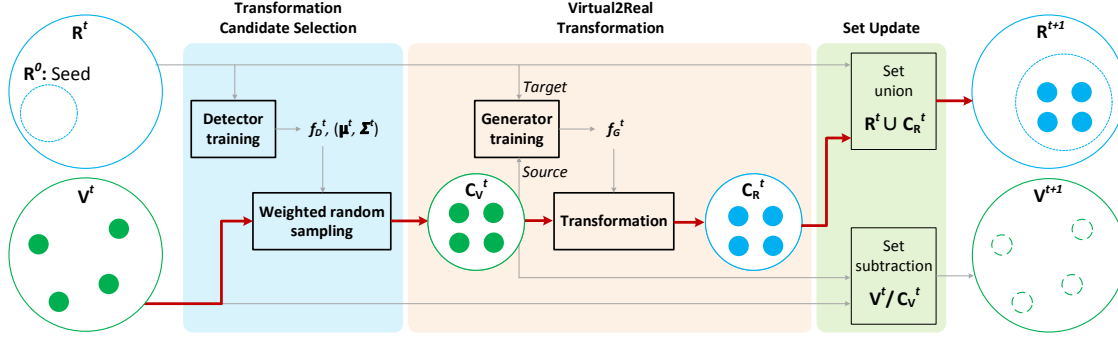 Transformation
Candidate Selection
Virtual2Real
Transformation
Set Update
R^t
R^0: Seed
Detector
training
f_D^t, (μ^t, Σ^t)
Target
Generator
training
f_G^t
Source
Set
union
R^t ∪ C_R^t
R^{t+1}
V^t
Weighted random
sampling
C_V^t
Transformation
C_R^t
Set
subtraction
V^t/C_V^t
V^{t+1}